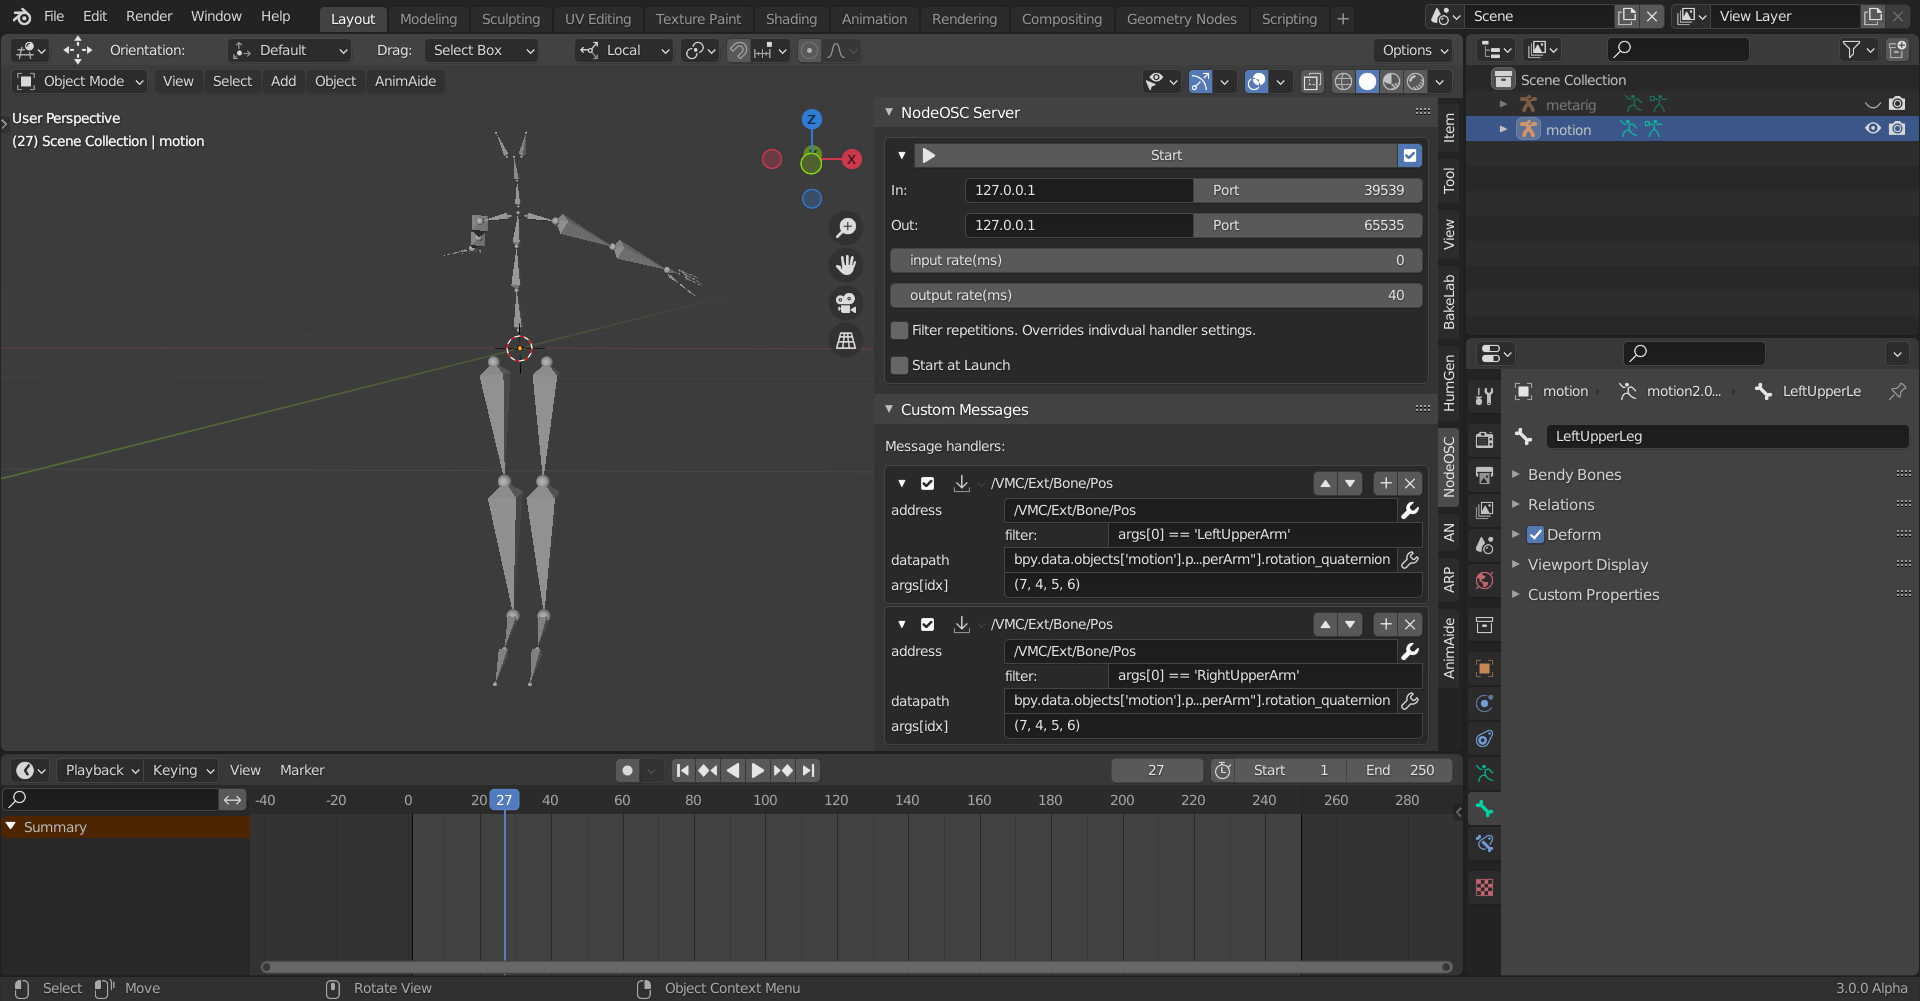 File Edit Render Window Help Layout Modeling Sculpting UV Editing Texture Paint Shading Animation Rendering Compositing Geometry Nodes Scripting + Scene View Layer
Orientation: Default Drag: Select Box Local Options
Object Mode View Select Add Object AnimAide
User Perspective
(27) Scene Collection | motion
Z
X
NodeOSC Server
Start
In: 127.0.0.1 Port 39539
Out: 127.0.0.1 Port 65535
input rate(ms) 0
output rate(ms) 40
Filter repetitions. Overrides indivdual handler settings.
Start at Launch
Custom Messages
Message handlers:
/VMC/Ext/Bone/Pos
address /VMC/Ext/Bone/Pos
filter: args[0] == 'LeftUpperArm'
datapath bpy.data.objects['motion'].p...perArm"].rotation_quaternion
args[idx] (7, 4, 5, 6)
/VMC/Ext/Bone/Pos
address /VMC/Ext/Bone/Pos
filter: args[0] == 'RightUpperArm'
datapath bpy.data.objects['motion'].p...perArm"].rotation_quaternion
args[idx] (7, 4, 5, 6)
Item
Tool
View
BakeLab
HumGen
NodeOSC
AN
ARP
AnimAide
Scene Collection
metarig
motion
motion motion2.0... LeftUpperLe
LeftUpperLeg
Bendy Bones
Relations
Deform
Viewport Display
Custom Properties
Playback Keying View Marker 27 Start 1 End 250
-40 -20 0 20 27 40 60 80 100 120 140 160 180 200 220 240 260 280
Summary
Select Move Rotate View Object Context Menu 3.0.0 Alpha